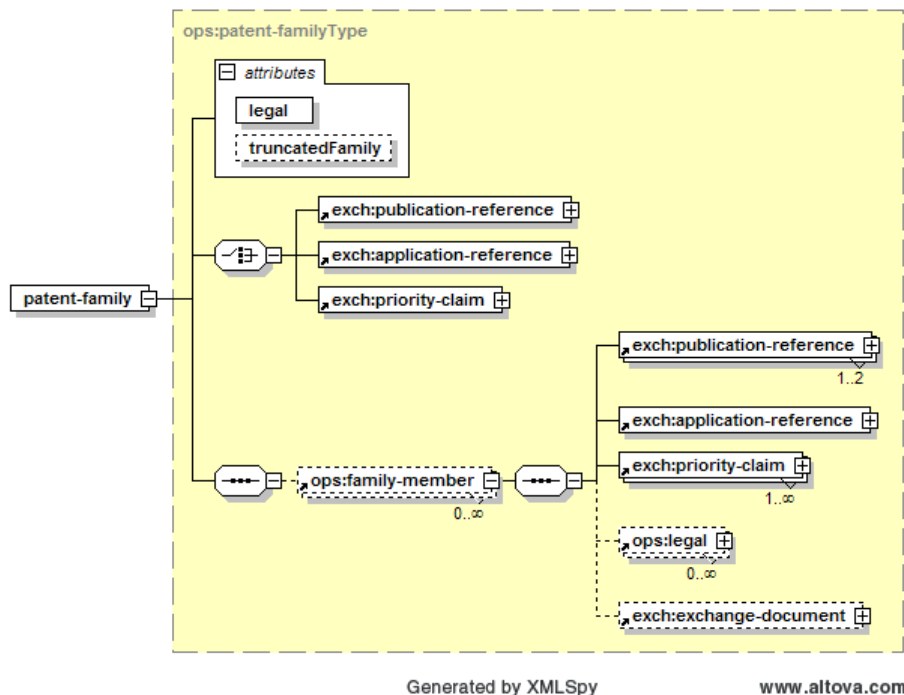 ops:patent-familyType
attributes
legal
truncatedFamily
exch:publication-reference
exch:application-reference
exch:priority-claim
patent-family
ops:family-member
0..∞
exch:publication-reference
1..2
exch:application-reference
exch:priority-claim
1..∞
ops:legal
0..∞
exch:exchange-document
Generated by XMLSpy
www.altova.com